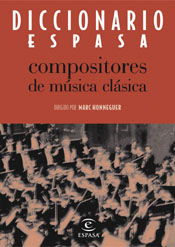 DICCIONARIO
ESPASA
compositores
de música clásica
DIRIGIDO POR MARC HONNEGUER
ESPASA